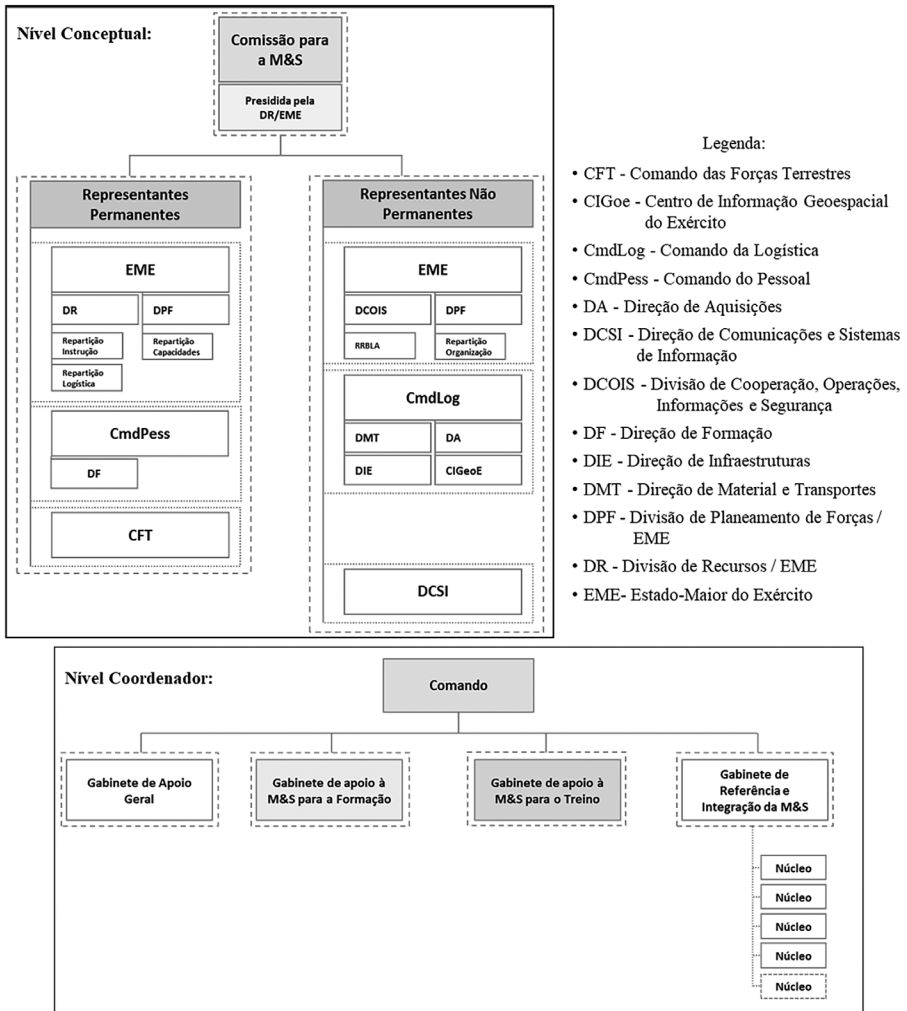 Nível Conceptual:
Comissão para
a M&S
Presidida pela
DR/EME
Representantes
Permanentes
EME
DR
DPF
Repartição
Instrução
Repartição
Capacidades
Repartição
Logística
CmdPess
DF
CFT
Representantes Não
Permanentes
EME
DCOIS
DPF
RRBLA
Repartição
Organização
CmdLog
DMT
DA
DIE
CIGeoE
DCSI
Legenda:
• CFT - Comando das Forças Terrestres
• CIGoe - Centro de Informação Geoespacial
do Exército
• CmdLog - Comando da Logística
• CmdPess - Comando do Pessoal
• DA - Direção de Aquisições
• DCSI - Direção de Comunicações e Sistemas
de Informação
• DCOIS - Divisão de Cooperação, Operações,
Informações e Segurança
• DF - Direção de Formação
• DIE - Direção de Infraestruturas
• DMT - Direção de Material e Transportes
• DPF - Divisão de Planeamento de Forças /
EME
• DR - Divisão de Recursos / EME
• EME- Estado-Maior do Exército
Nível Coordenador:
Comando
Gabinete de Apoio
Geral
Gabinete de apoio à
M&S para a Formação
Gabinete de apoio à
M&S para o Treino
Gabinete de
Referência e
Integração da M&S
Núcleo
Núcleo
Núcleo
Núcleo
Núcleo